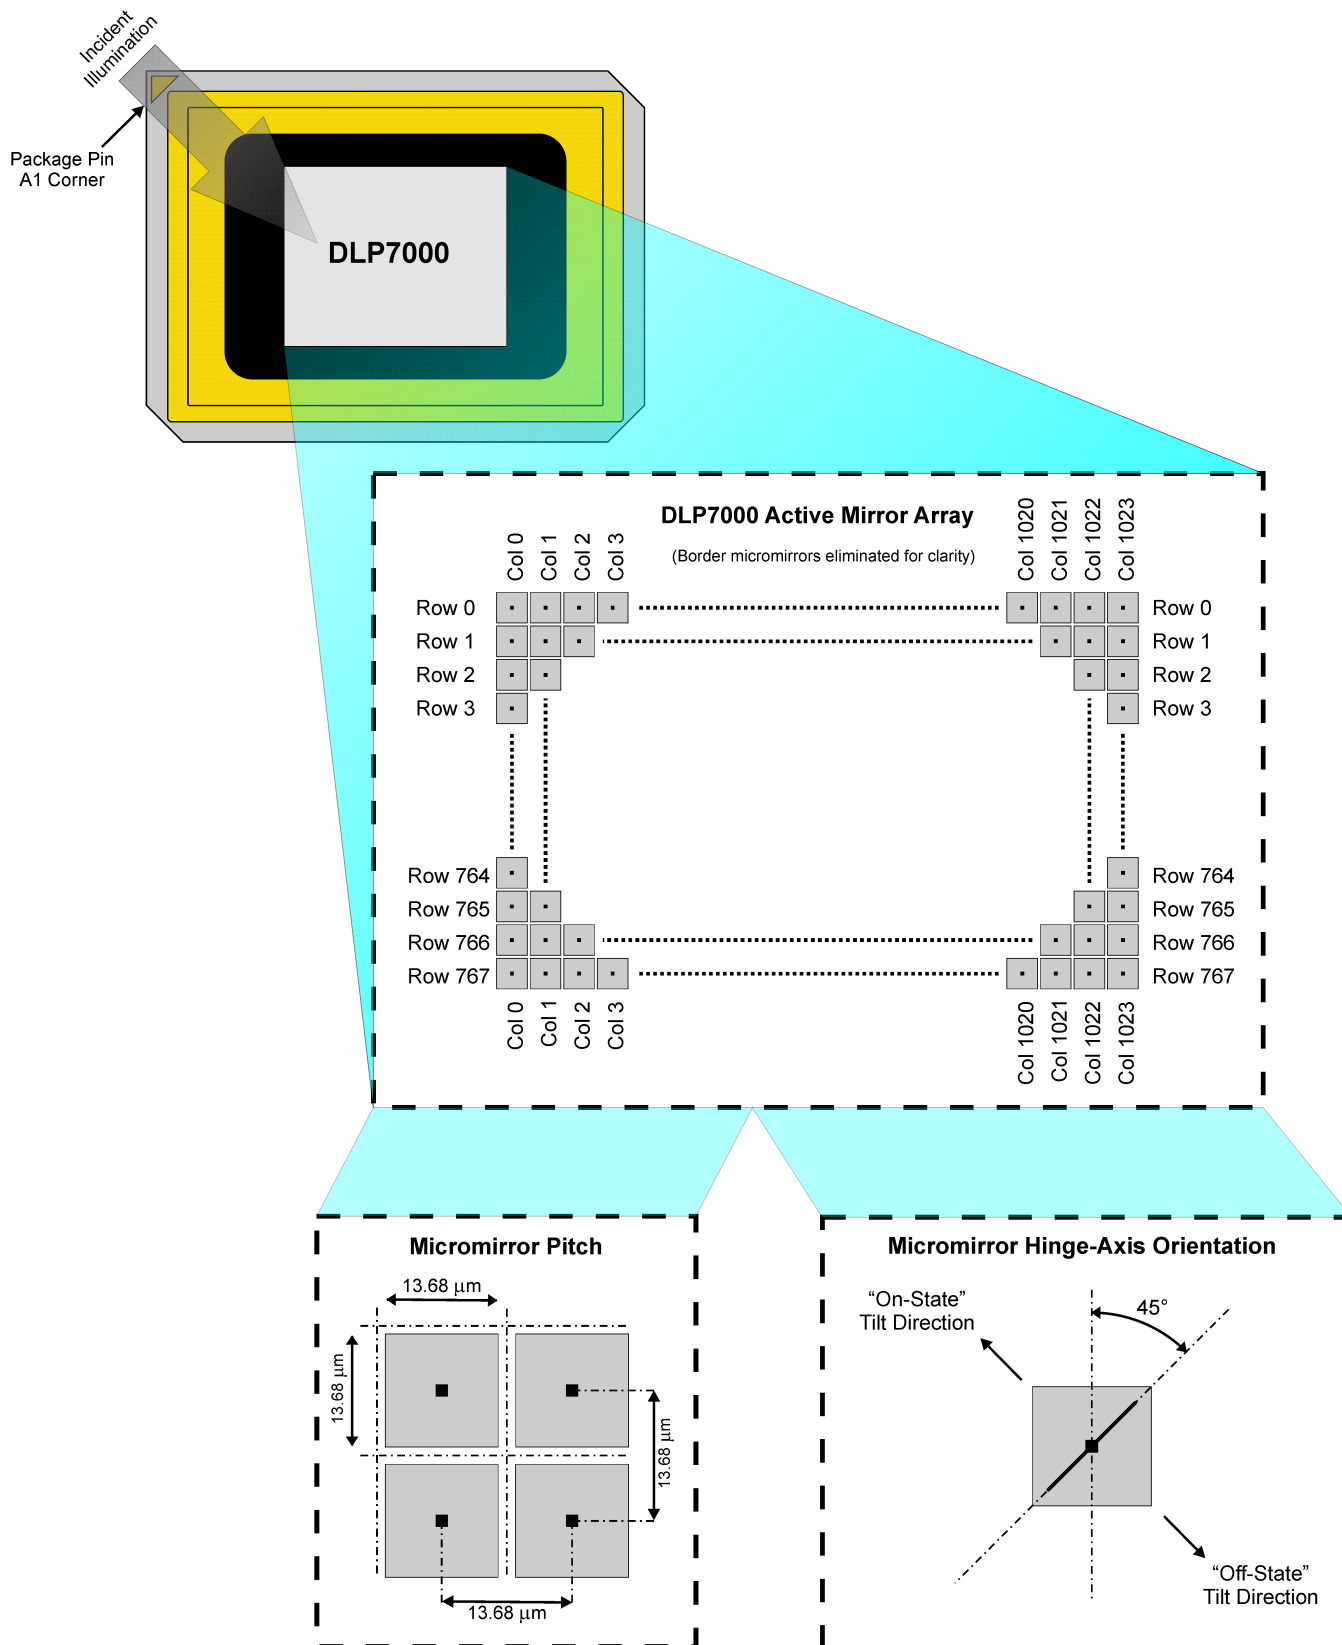 Incident
Illumination
Package Pin
A1 Corner
DLP7000
DLP7000 Active Mirror Array
(Border micromirrors eliminated for clarity)
Col 0
Col 1
Col 2
Col 3
Col 1020
Col 1021
Col 1022
Col 1023
Row 0
Row 0
Row 1
Row 1
Row 2
Row 2
Row 3
Row 3
Row 764
Row 764
Row 765
Row 765
Row 766
Row 766
Row 767
Row 767
Col 0
Col 1
Col 2
Col 3
Col 1020
Col 1021
Col 1022
Col 1023
Micromirror Pitch
13.68 μm
13.68 μm
13.68 μm
13.68 μm
Micromirror Hinge-Axis Orientation
“On-State”
Tilt Direction
45°
“Off-State”
Tilt Direction